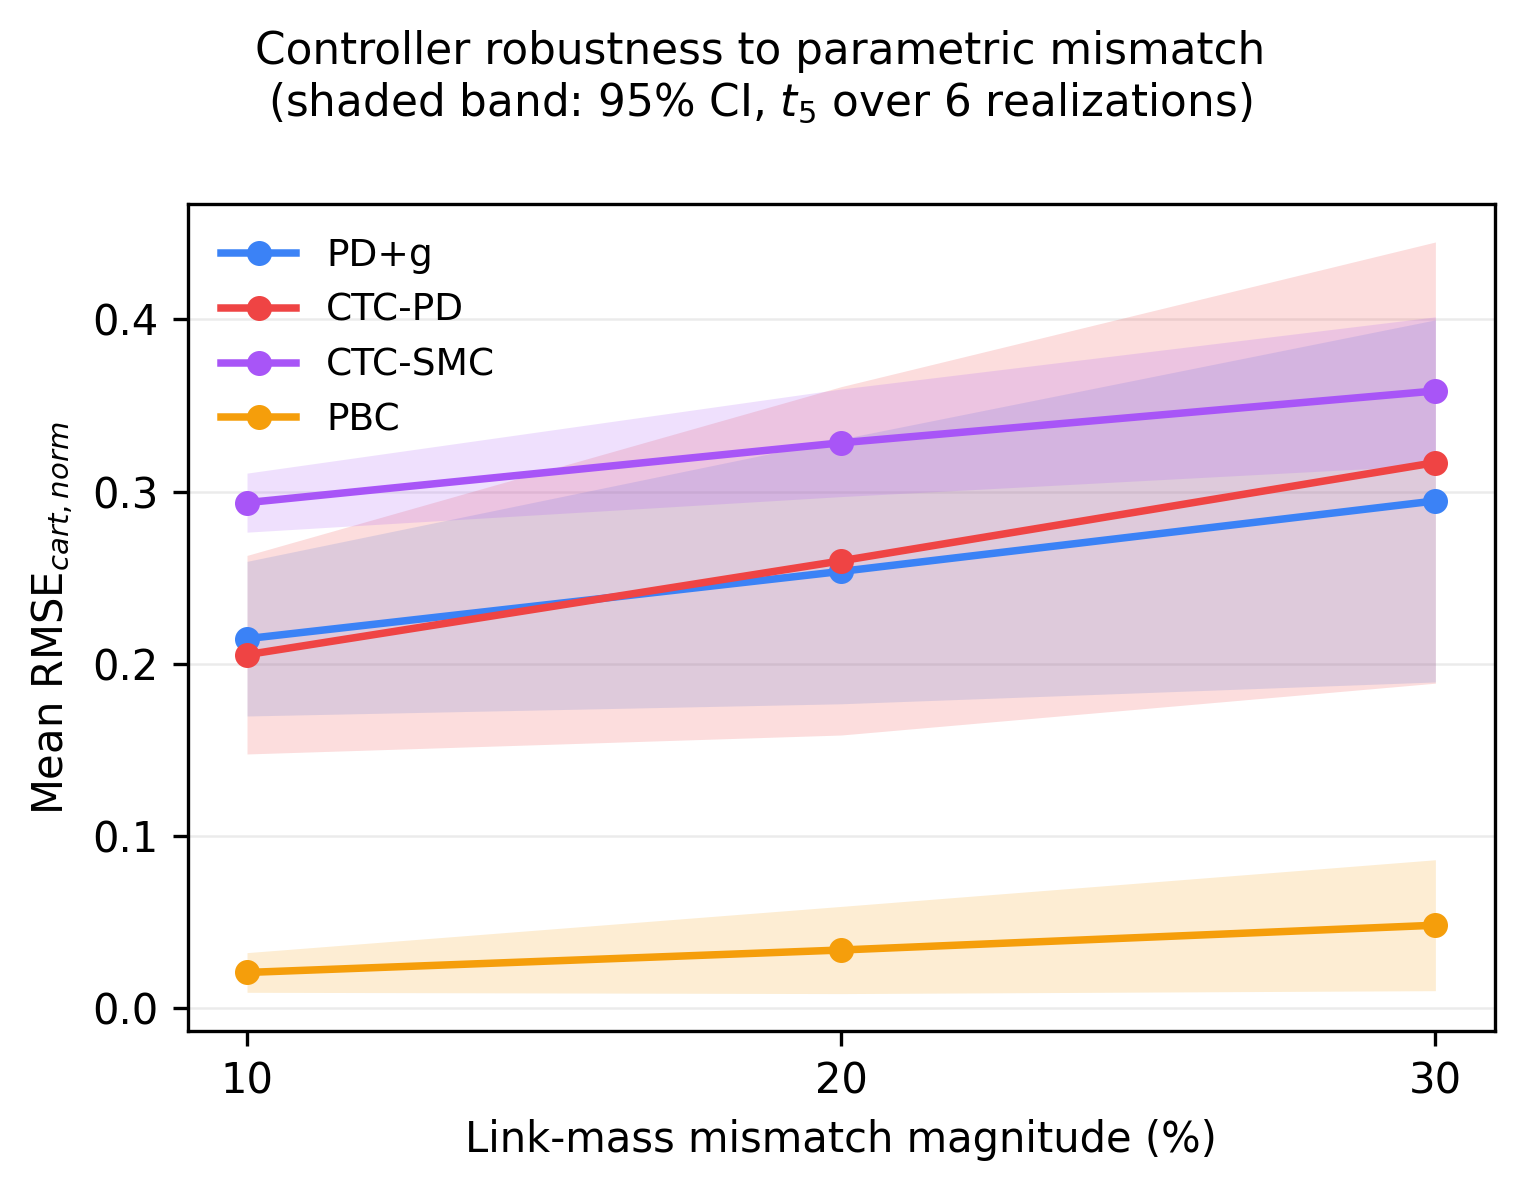 Controller robustness to parametric mismatch
(shaded band: 95% CI, t5 over 6 realizations)
PD+g
CTC-PD
CTC-SMC
PBC
Mean RMSEcart, norm
0.4
0.3
0.2
0.1
0.0
10
20
30
Link-mass mismatch magnitude (%)